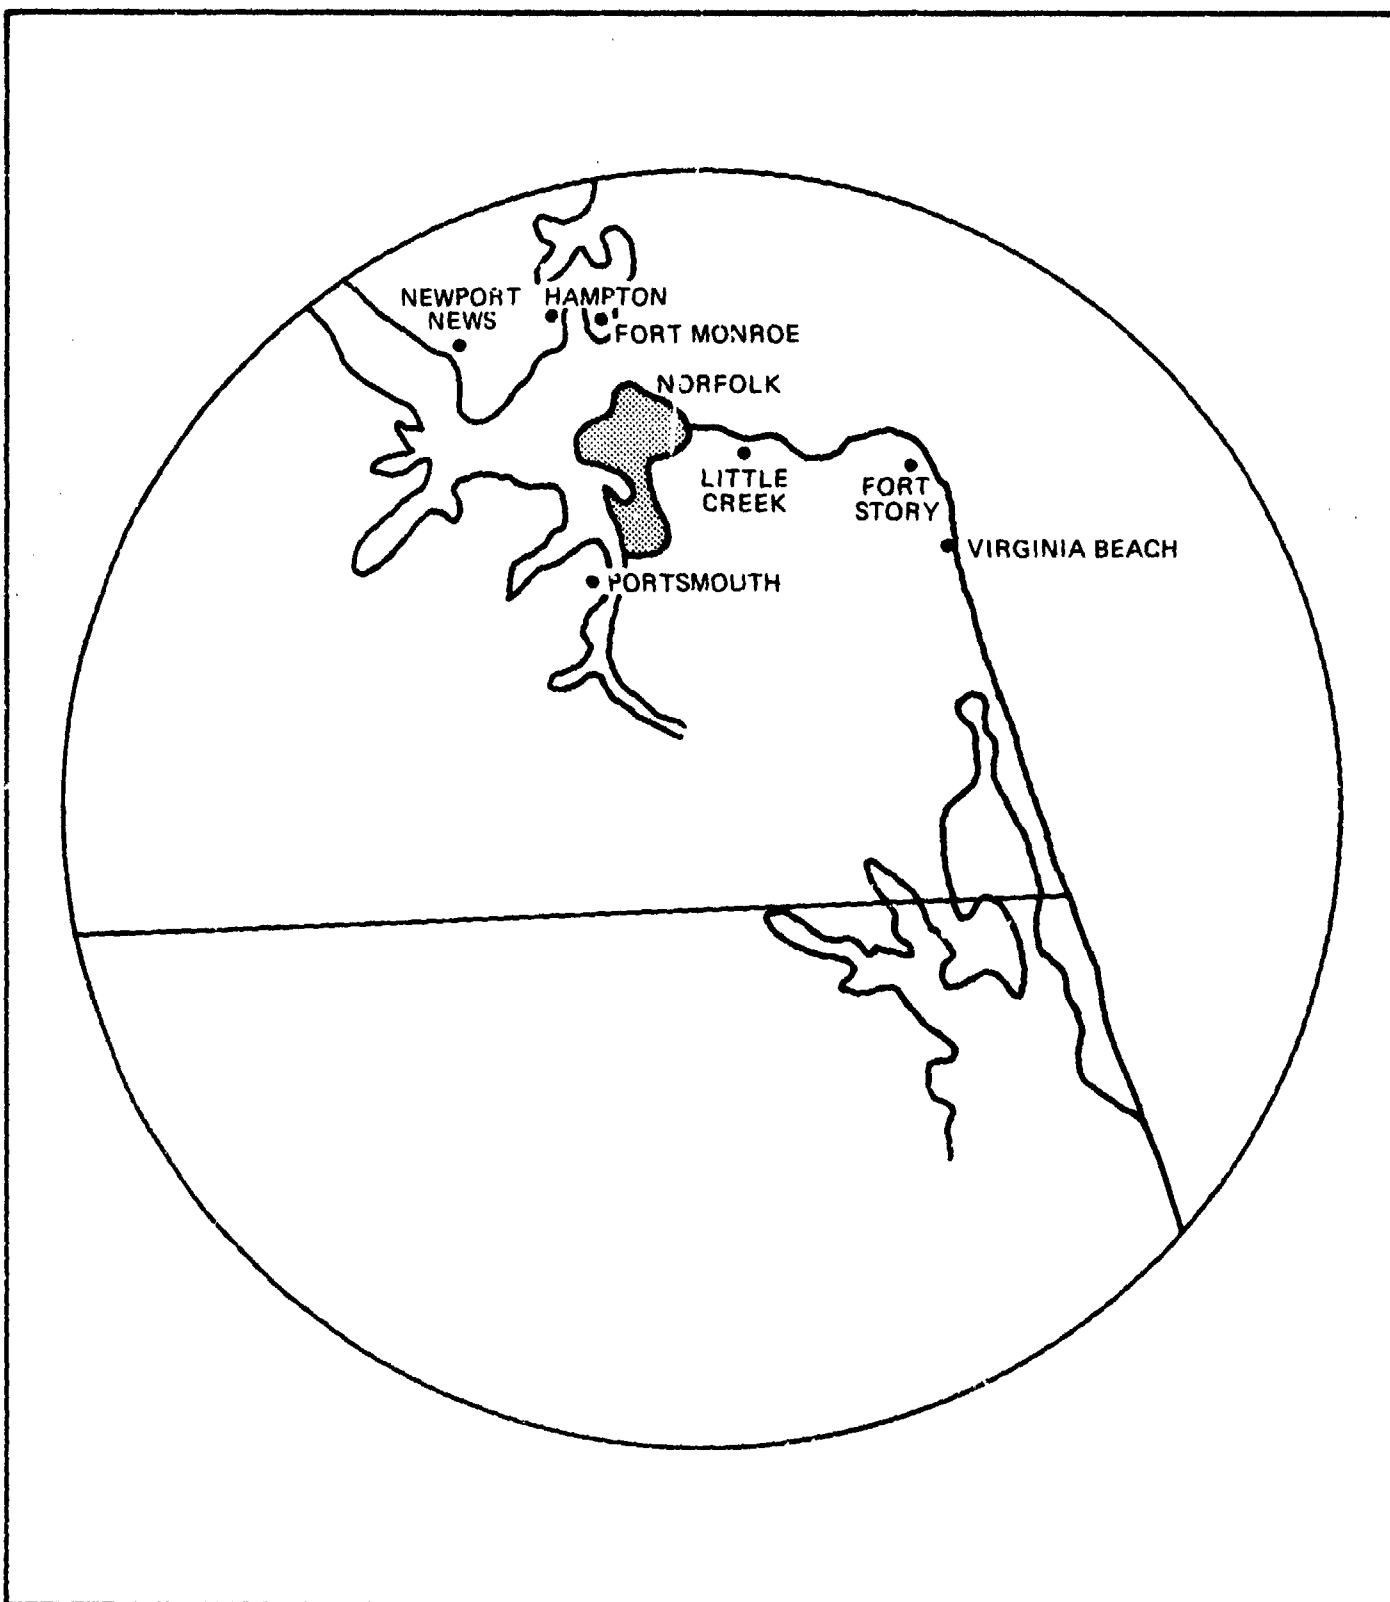 NEWPORT
NEWS
HAMPTON
FORT MONROE
NORFOLK
LITTLE
CREEK
FORT
STORY
VIRGINIA BEACH
PORTSMOUTH